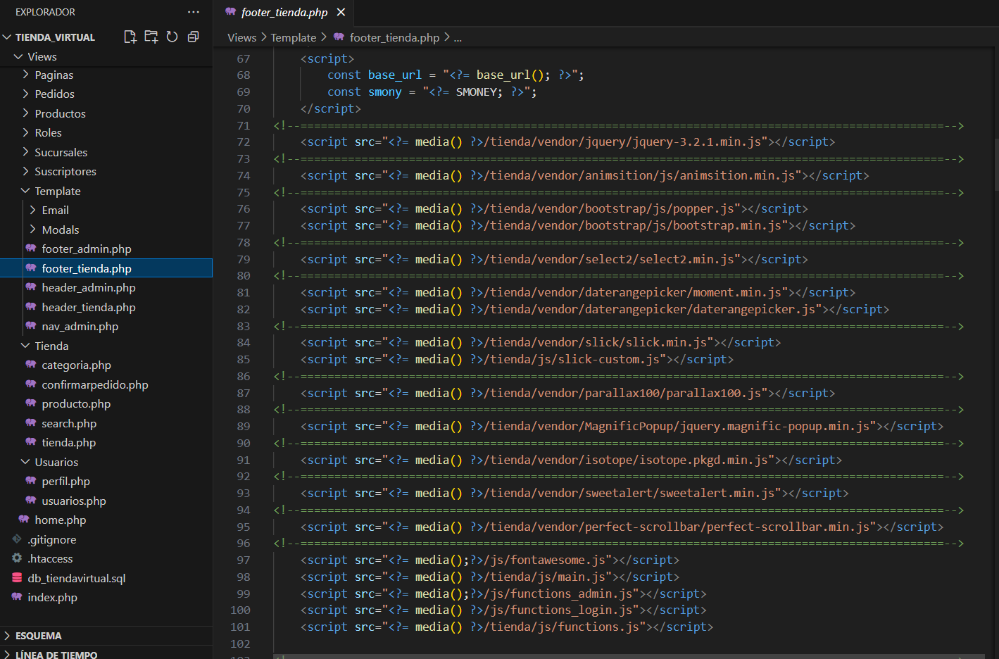 EXPLORADOR ...
TIENDA_VIRTUAL
Views
Paginas
Pedidos
Productos
Roles
Sucursales
Suscriptores
Template
Email
Modals
footer_admin.php
footer_tienda.php
header_admin.php
header_tienda.php
nav_admin.php
Tienda
categoria.php
confirmarpedido.php
producto.php
search.php
tienda.php
Usuarios
perfil.php
usuarios.php
home.php
.gitignore
.htaccess
db_tiendavirtual.sql
index.php
ESQUEMA
LÍNEA DE TIEMPO
footer_tienda.php
Views > Template > footer_tienda.php > ...
67 <script>
68 const base_url = "<?= base_url(); ?>";
69 const smony = "<?= SMONEY; ?>";
70 </script>
71 <!--===============================================================================================-->
72 <script src="<?= media() ?>/tienda/vendor/jquery/jquery-3.2.1.min.js"></script>
73 <!--===============================================================================================-->
74 <script src="<?= media() ?>/tienda/vendor/animsition/js/animsition.min.js"></script>
75 <!--===============================================================================================-->
76 <script src="<?= media() ?>/tienda/vendor/bootstrap/js/popper.js"></script>
77 <script src="<?= media() ?>/tienda/vendor/bootstrap/js/bootstrap.min.js"></script>
78 <!--===============================================================================================-->
79 <script src="<?= media() ?>/tienda/vendor/select2/select2.min.js"></script>
80 <!--===============================================================================================-->
81 <script src="<?= media() ?>/tienda/vendor/daterangepicker/moment.min.js"></script>
82 <script src="<?= media() ?>/tienda/vendor/daterangepicker/daterangepicker.js"></script>
83 <!--===============================================================================================-->
84 <script src="<?= media() ?>/tienda/vendor/slick/slick.min.js"></script>
85 <script src="<?= media() ?>/tienda/js/slick-custom.js"></script>
86 <!--===============================================================================================-->
87 <script src="<?= media() ?>/tienda/vendor/parallax100/parallax100.js"></script>
88 <!--===============================================================================================-->
89 <script src="<?= media() ?>/tienda/vendor/MagnificPopup/jquery.magnific-popup.min.js"></script>
90 <!--===============================================================================================-->
91 <script src="<?= media() ?>/tienda/vendor/isotope/isotope.pkgd.min.js"></script>
92 <!--===============================================================================================-->
93 <script src="<?= media() ?>/tienda/vendor/sweetalert/sweetalert.min.js"></script>
94 <!--===============================================================================================-->
95 <script src="<?= media() ?>/tienda/vendor/perfect-scrollbar/perfect-scrollbar.min.js"></script>
96 <!--===============================================================================================-->
97 <script src="<?= media();?>/js/fontawesome.js"></script>
98 <script src="<?= media() ?>/tienda/js/main.js"></script>
99 <script src="<?= media();?>/js/functions_admin.js"></script>
100 <script src="<?= media() ?>/js/functions_login.js"></script>
101 <script src="<?= media() ?>/tienda/js/functions.js"></script>
102